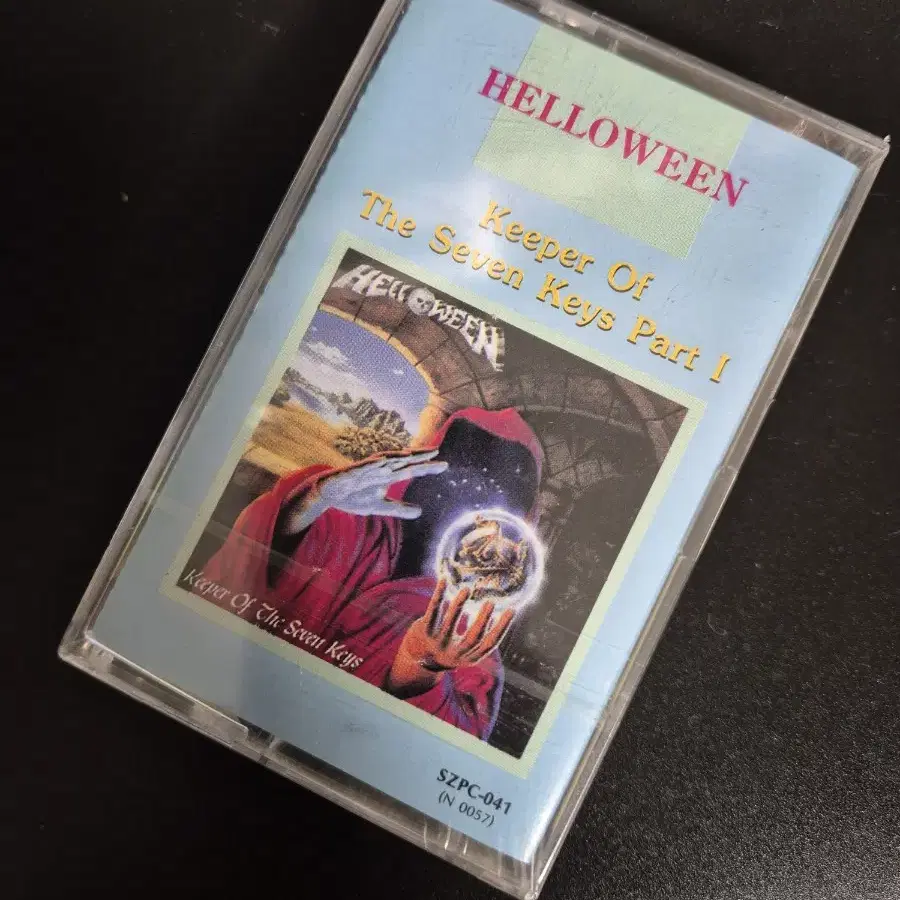 HELLOWEEN
Keeper Of
The Seven Keys Part I
HELLOWEEN
Keeper Of The Seven Keys
SZPC-041
(N 0057)